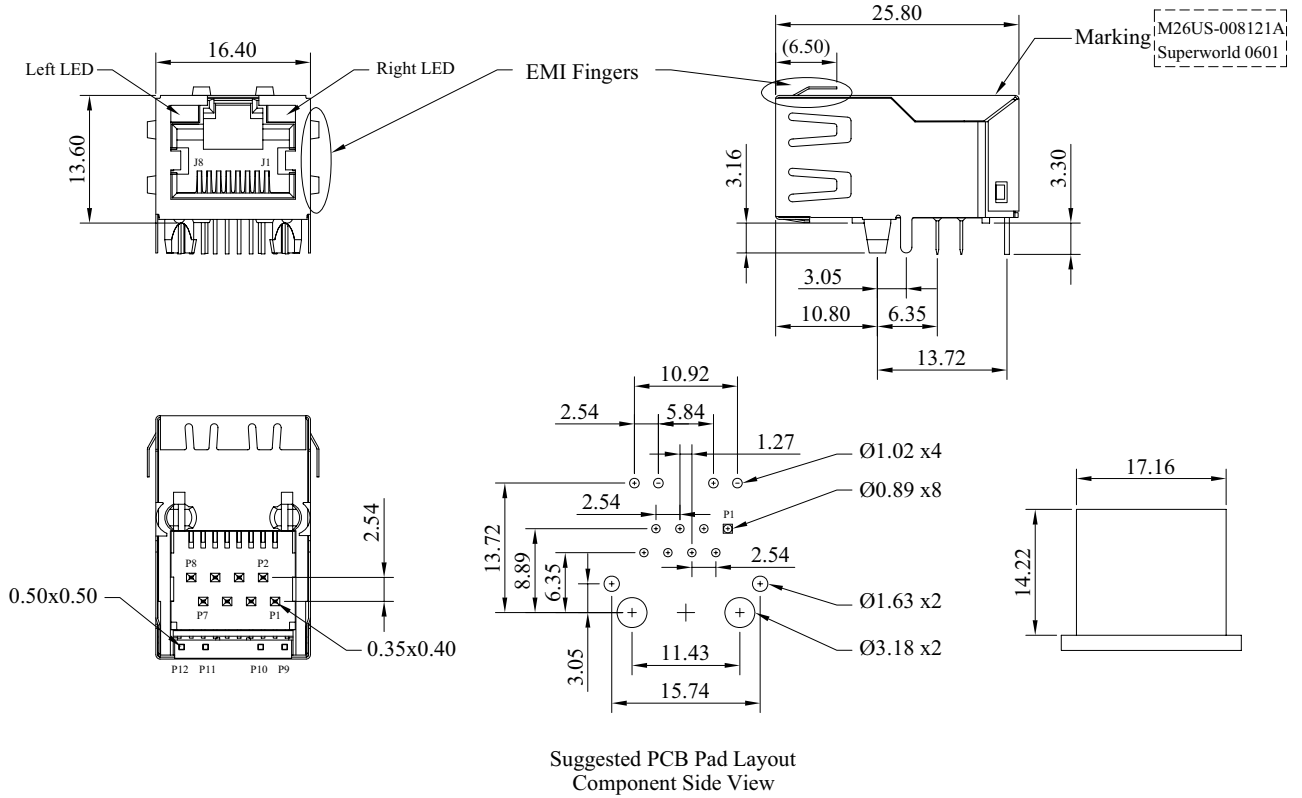 16.40
Left LED
Right LED
EMI Fingers
13.60
J8
J1
25.80
(6.50)
Marking
M26US-008121A
Superworld 0601
3.16
3.30
3.05
10.80
6.35
13.72
2.54
P8
P2
P7
P1
0.50x0.50
0.35x0.40
P12
P11
P10
P9
10.92
2.54
5.84
1.27
Ø1.02 x4
Ø0.89 x8
P1
2.54
13.72
8.89
6.35
2.54
Ø1.63 x2
Ø3.18 x2
3.05
11.43
15.74
17.16
14.22
Suggested PCB Pad Layout
Component Side View